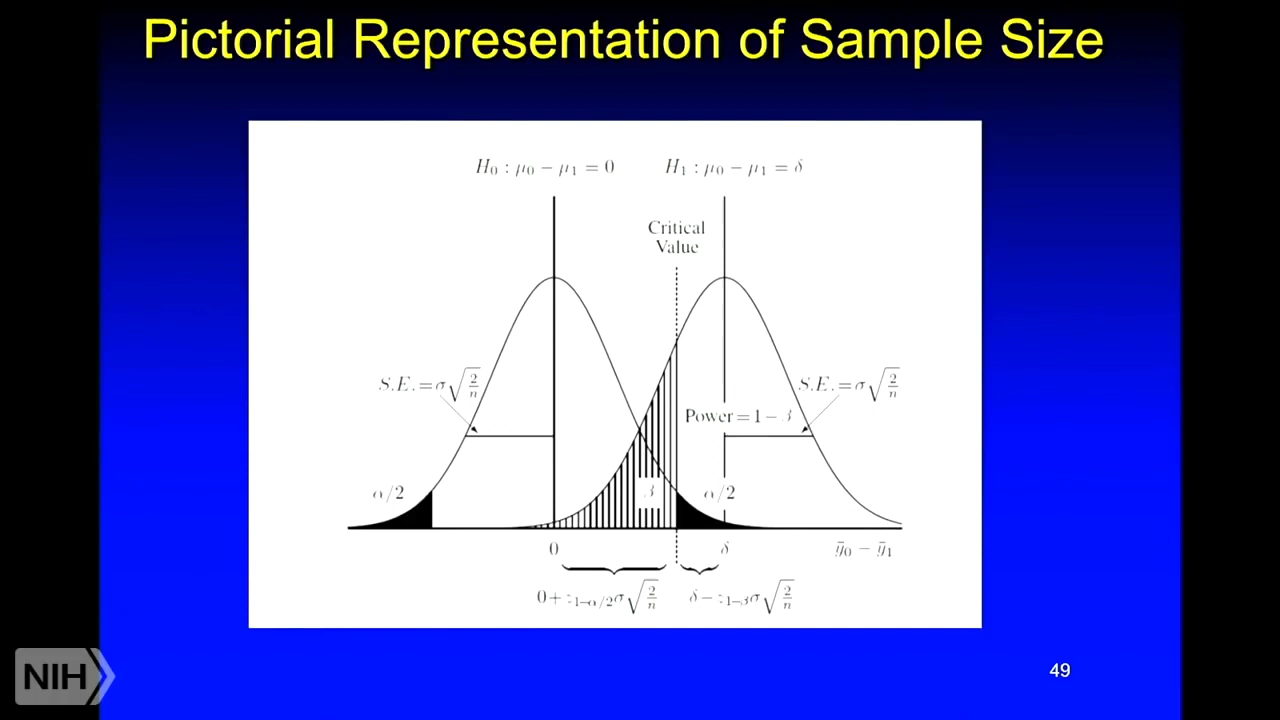 Pictorial Representation of Sample Size
H₀ : μ₀ − μ₁ = 0
H₁ : μ₀ − μ₁ = δ
Critical
Value
S.E. = σ√(2/n)
S.E. = σ√(2/n)
Power = 1 − β
α/2
β
α/2
0
δ
ȳ₀ − ȳ₁
0 + z₁₋α/₂σ√(2/n)
δ − z₁₋βσ√(2/n)
NIH
49